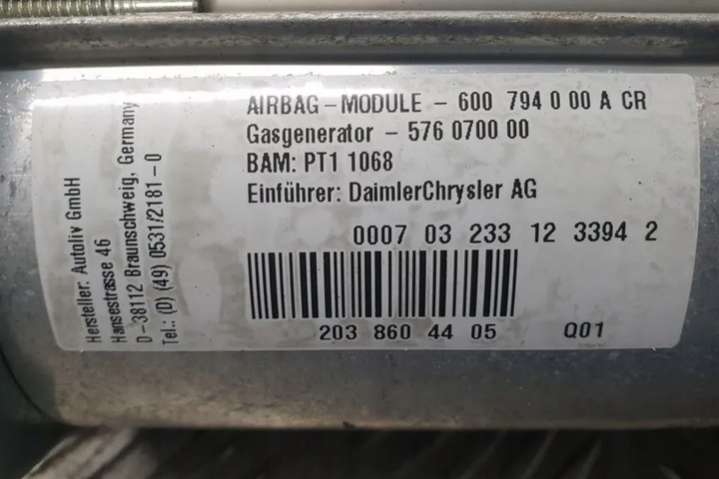 AIRBAG - MODULE - 600 794 0 00 A CR
Gasgenerator - 576 0700 00
BAM: PT1 1068
Einführer: DaimlerChrysler AG
0007 03 233 12 3394 2
203 860 44 05 Q01
Hersteller: Autoliv GmbH
Hansestrasse 46
D-38112 Braunschweig, Germany
Tel.: (0) (49) 0531/2181-0